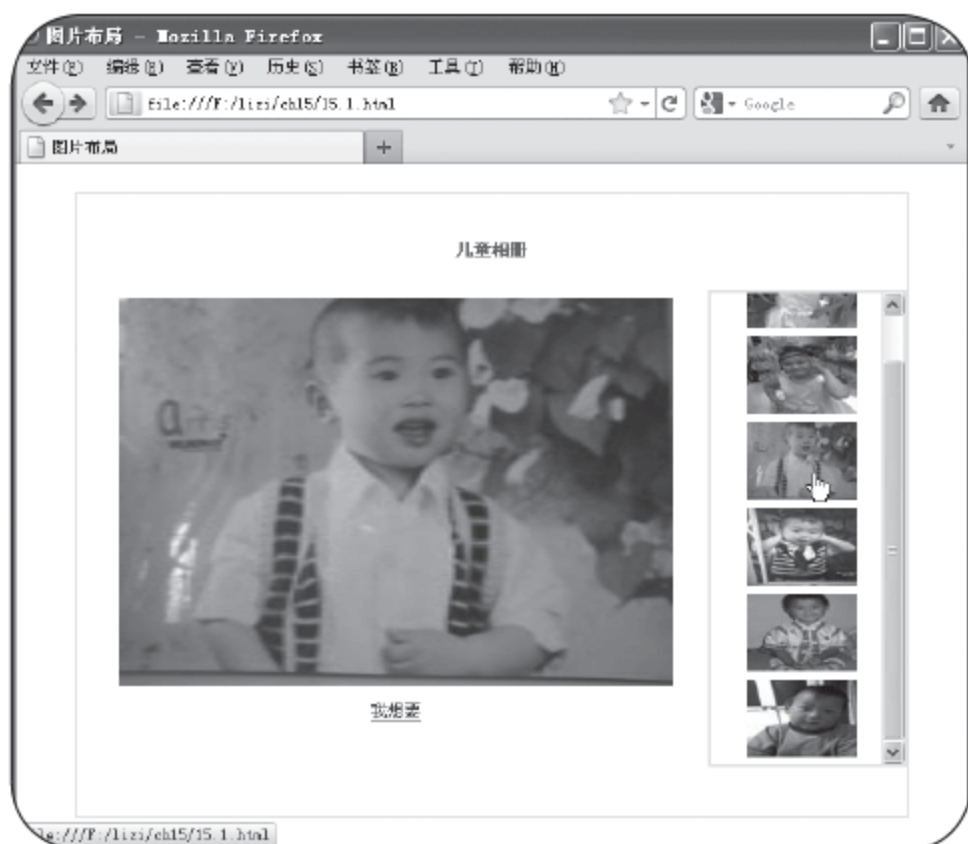 图片布局 - Mozilla Firefox
文件(F) 编辑(E) 查看(V) 历史(S) 书签(B) 工具(T) 帮助(H)
file:///F:/lizi/ch15/15.1.html
Google
图片布局
儿童相册
我想要
le:///F:/lizi/ch15/15.1.html